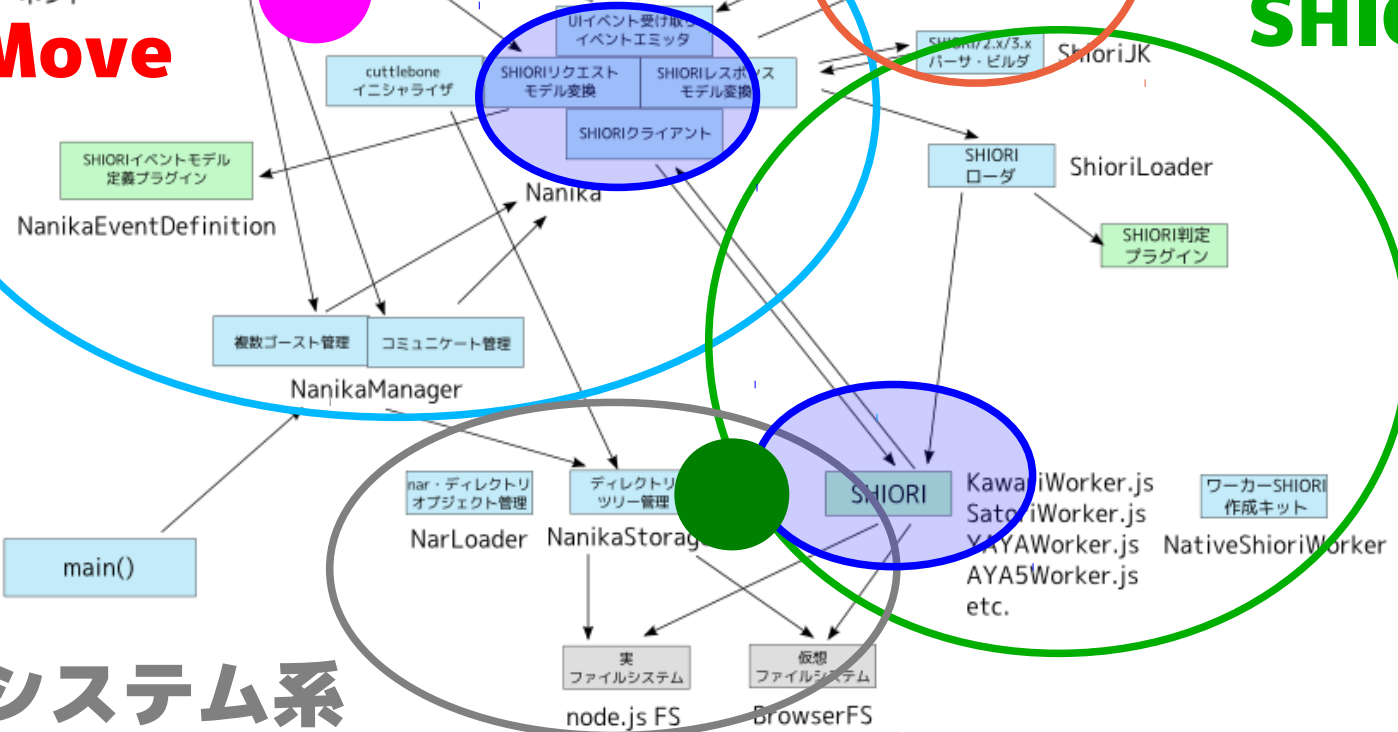 Move
SHIO
UIイベント受け取り
イベントエミッタ
cuttlebone
イニシャライザ
SHIORIリクエスト
モデル変換
SHIORIレスポンス
モデル変換
SHIORI/2.x/3.x
パーサ・ビルダ
ShioriJK
SHIORIクライアント
Nanika
SHIORIイベントモデル
定義プラグイン
NanikaEventDefinition
SHIORI
ローダ
ShioriLoader
SHIORI判定
プラグイン
複数ゴースト管理
コミュニケート管理
NanikaManager
nar・ディレクトリ
オブジェクト管理
NarLoader
ディレクトリ
ツリー管理
NanikaStorage
SHIORI
KawariWorker.js
SatoriWorker.js
YAYAWorker.js
AYA5Worker.js
etc.
ワーカーSHIORI
作成キット
NativeShioriWorker
main()
実
ファイルシステム
node.js FS
仮想
ファイルシステム
BrowserFS
システム系